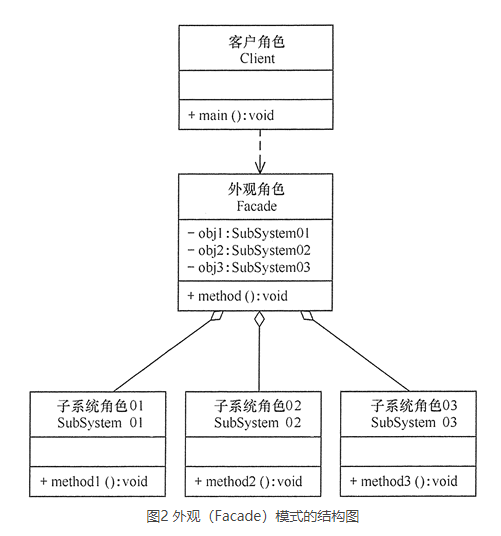 客户角色
Client
+ main():void
外观角色
Facade
- obj1:SubSystem01
- obj2:SubSystem02
- obj3:SubSystem03
+ method():void
子系统角色01
SubSystem 01
+ method1():void
子系统角色02
SubSystem 02
+ method2():void
子系统角色03
SubSystem 03
+ method3():void
图2 外观（Facade）模式的结构图